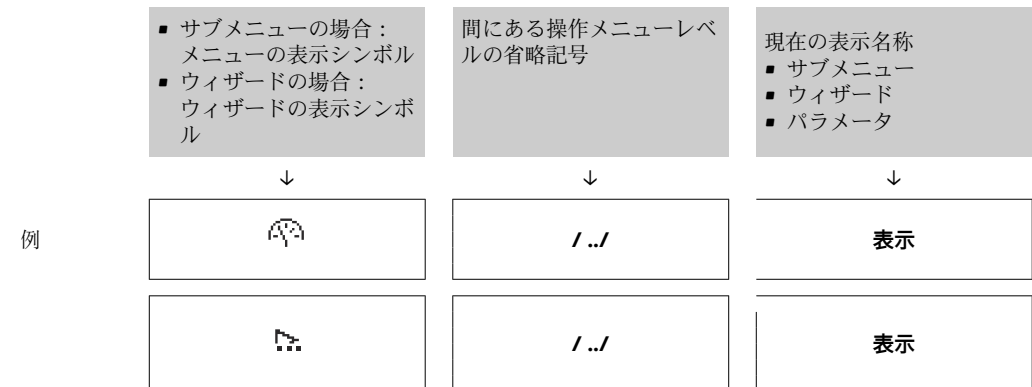 ▪ サブメニューの場合：
メニューの表示シンボル
▪ ウィザードの場合：
ウィザードの表示シンボ
ル
間にある操作メニューレベ
ルの省略記号
現在の表示名称
▪ サブメニュー
▪ ウィザード
▪ パラメータ
↓ ↓ ↓
例
/ ../
表示
/ ../
表示